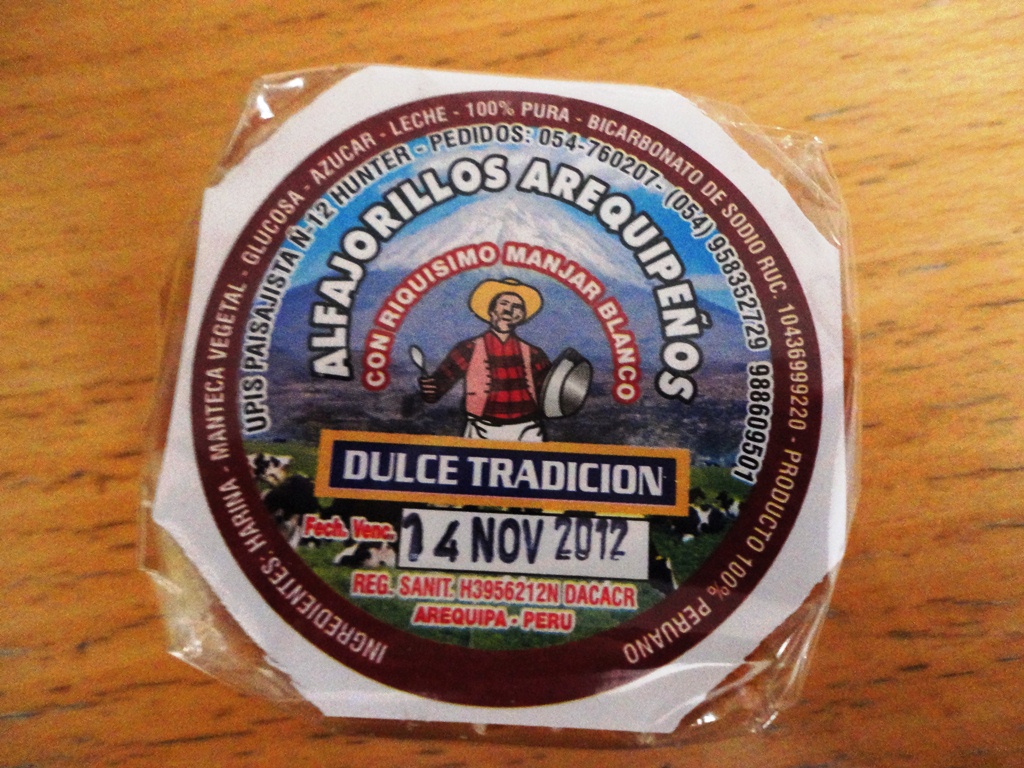 INGREDIENTES: HARINA - MANTECA VEGETAL - GLUCOSA - AZUCAR - LECHE - 100% PURA - BICARBONATO DE SODIO RUC. 10436999220 - PRODUCTO 100% PERUANO
UPIS PAISAJISTA Ñ-12 HUNTER - PEDIDOS: 054-760207- (054) 958352729 988609501
ALFAJORILLOS AREQUIPEÑOS
CON RIQUISIMO MANJAR BLANCO
DULCE TRADICION
Fech. Venc. 14 NOV 2012
REG. SANIT. H3956212N DACACR
AREQUIPA - PERU